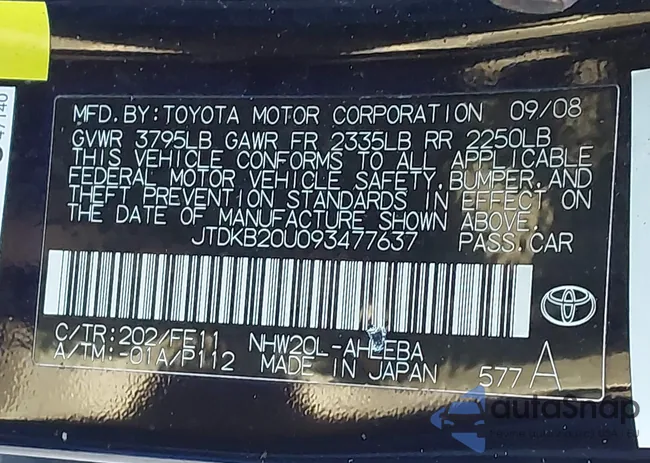 47140
MFD. BY: TOYOTA MOTOR CORPORATION 09/08
GVWR 3795LB GAWR FR 2335LB RR 2250LB
THIS VEHICLE CONFORMS TO ALL APPLICABLE
FEDERAL MOTOR VEHICLE SAFETY, BUMPER, AND
THEFT PREVENTION STANDARDS IN EFFECT ON
THE DATE OF MANUFACTURE SHOWN ABOVE.
JTDKB20U093477637 PASS. CAR
C/TR: 202/FE11 NHW20L-AHEEBA
A/TM: -01A/P112 MADE IN JAPAN 577 A
autoSnap